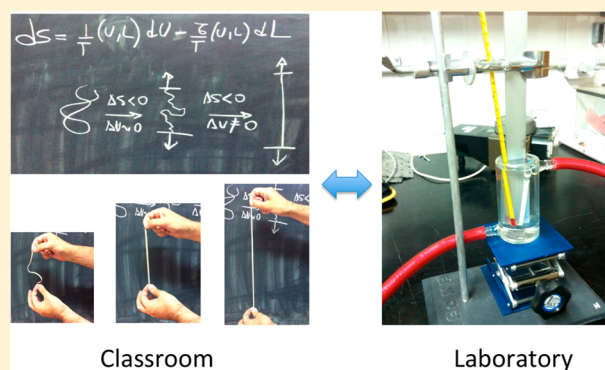 dS = 1/T (U,L) dU - τ/T (U,L) dL
ΔS<0 ΔS<0
ΔU~0 ΔU≠0
Classroom Laboratory